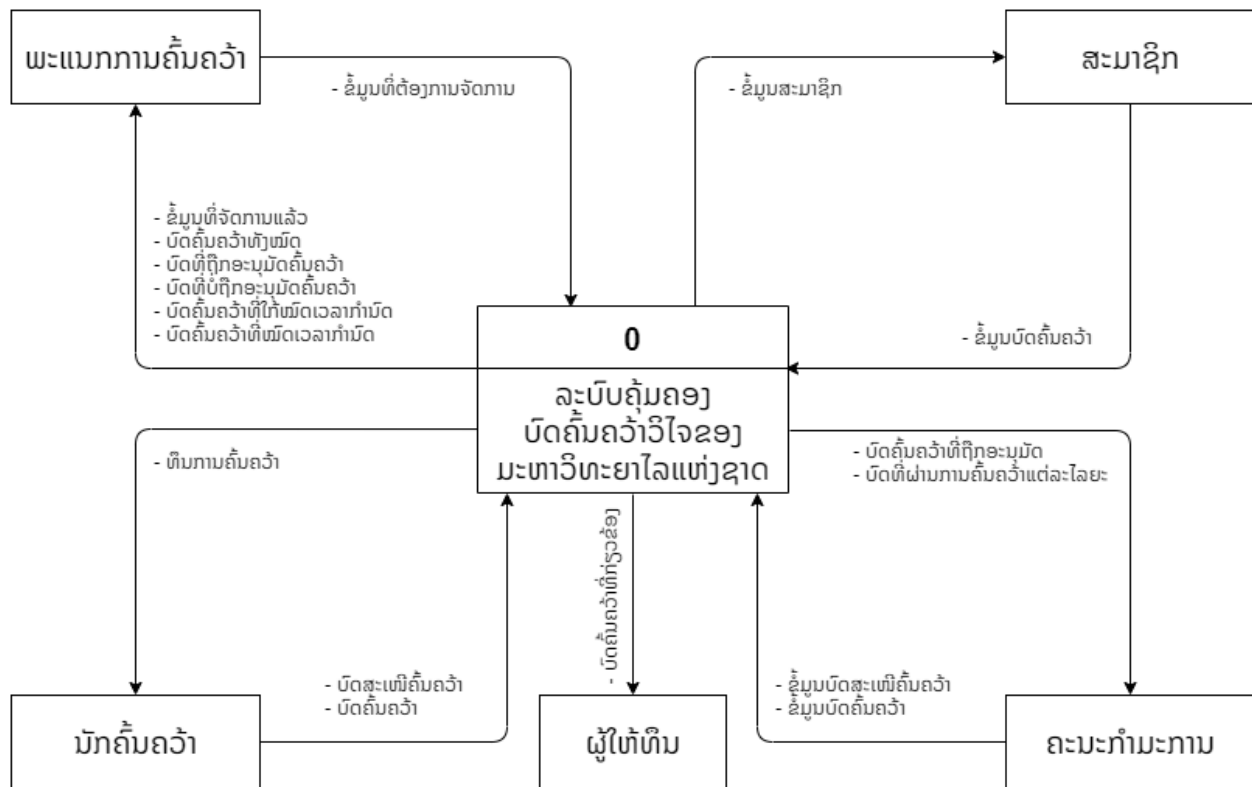 ພະແນກການຄົ້ນຄວ້າ
ສະມາຊິກ
- ຂໍ້ມູນທີ່ຕ້ອງການຈັດການ
- ຂໍ້ມູນສະມາຊິກ
- ຂໍ້ມູນທີ່ຈັດການແລ້ວ
- ບົດຄົ້ນຄວ້າທັງໝົດ
- ບົດທີ່ຖືກອະນຸມັດຄົ້ນຄວ້າ
- ບົດທີ່ບໍ່ຖືກອະນຸມັດຄົ້ນຄວ້າ
- ບົດຄົ້ນຄວ້າທີ່ໃກ້ໝົດເວລາກຳນົດ
- ບົດຄົ້ນຄວ້າທີ່ໝົດເວລາກຳນົດ
0
- ຂໍ້ມູນບົດຄົ້ນຄວ້າ
ລະບົບຄຸ້ມຄອງ
ບົດຄົ້ນຄວ້າວິໄຈຂອງ
ມະຫາວິທະຍາໄລແຫ່ງຊາດ
- ທຶນການຄົ້ນຄວ້າ
- ບົດຄົ້ນຄວ້າທີ່ຖືກອະນຸມັດ
- ບົດທີ່ຜ່ານການຄົ້ນຄວ້າແຕ່ລະໄລຍະ
- ບົດຄົ້ນຄວ້າທີ່ກ່ຽວຂ້ອງ
- ບົດສະເໜີຄົ້ນຄວ້າ
- ບົດຄົ້ນຄວ້າ
- ຂໍ້ມູນບົດສະເໜີຄົ້ນຄວ້າ
- ຂໍ້ມູນບົດຄົ້ນຄວ້າ
ນັກຄົ້ນຄວ້າ
ຜູ້ໃຫ້ທຶນ
ຄະນະກຳມະການ